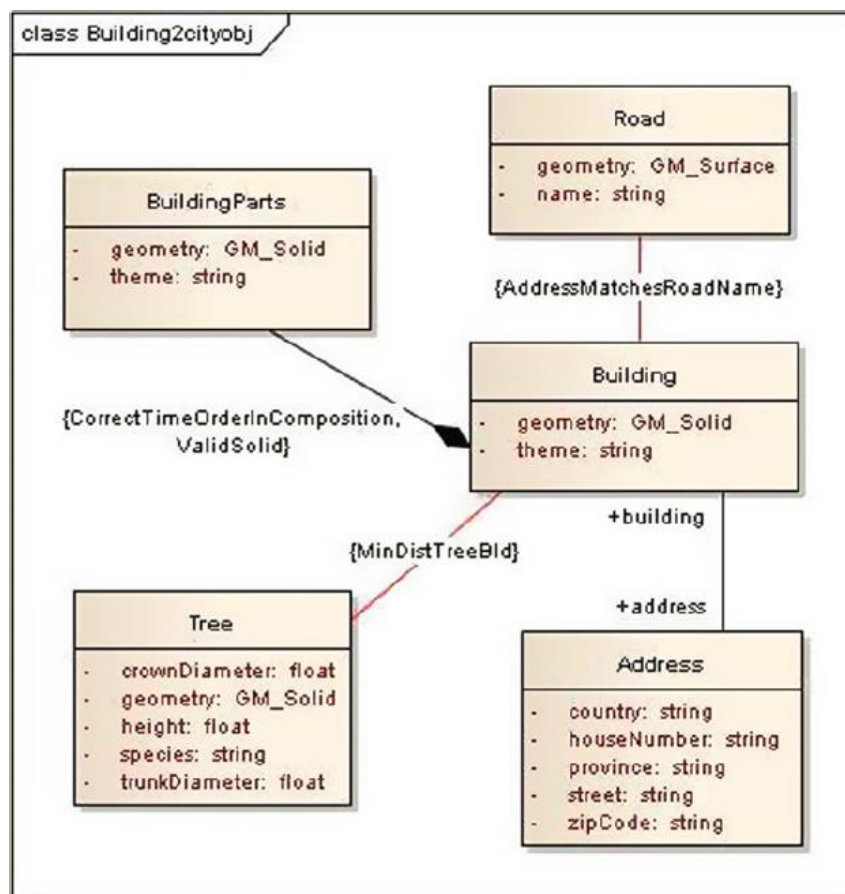 class Building2cityobj
Road
- geometry: GM_Surface
- name: string
BuildingParts
- geometry: GM_Solid
- theme: string
{AddressMatchesRoadName}
Building
- geometry: GM_Solid
- theme: string
{CorrectTimeOrderInComposition,
ValidSolid}
+building
{MinDistTreeBld}
+address
Tree
- crownDiameter: float
- geometry: GM_Solid
- height: float
- species: string
- trunkDiameter: float
Address
- country: string
- houseNumber: string
- province: string
- street: string
- zipCode: string